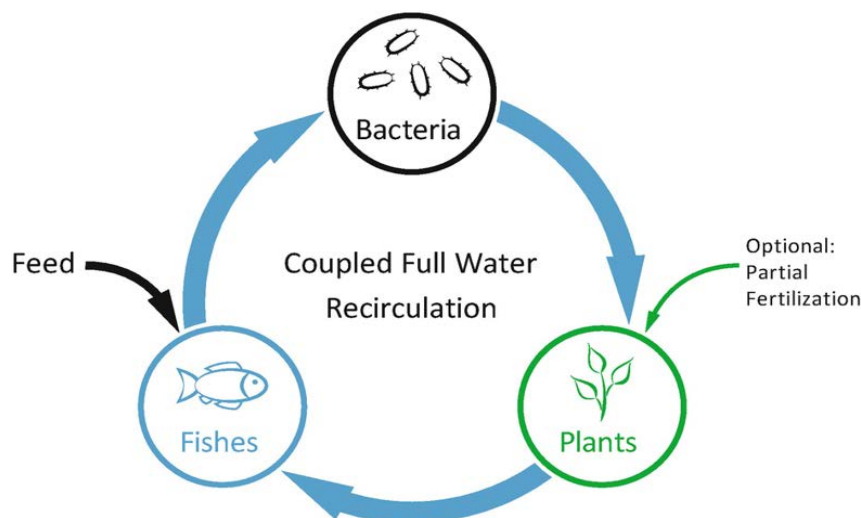 Bacteria
Feed
Coupled Full Water
Recirculation
Optional:
Partial
Fertilization
Fishes
Plants